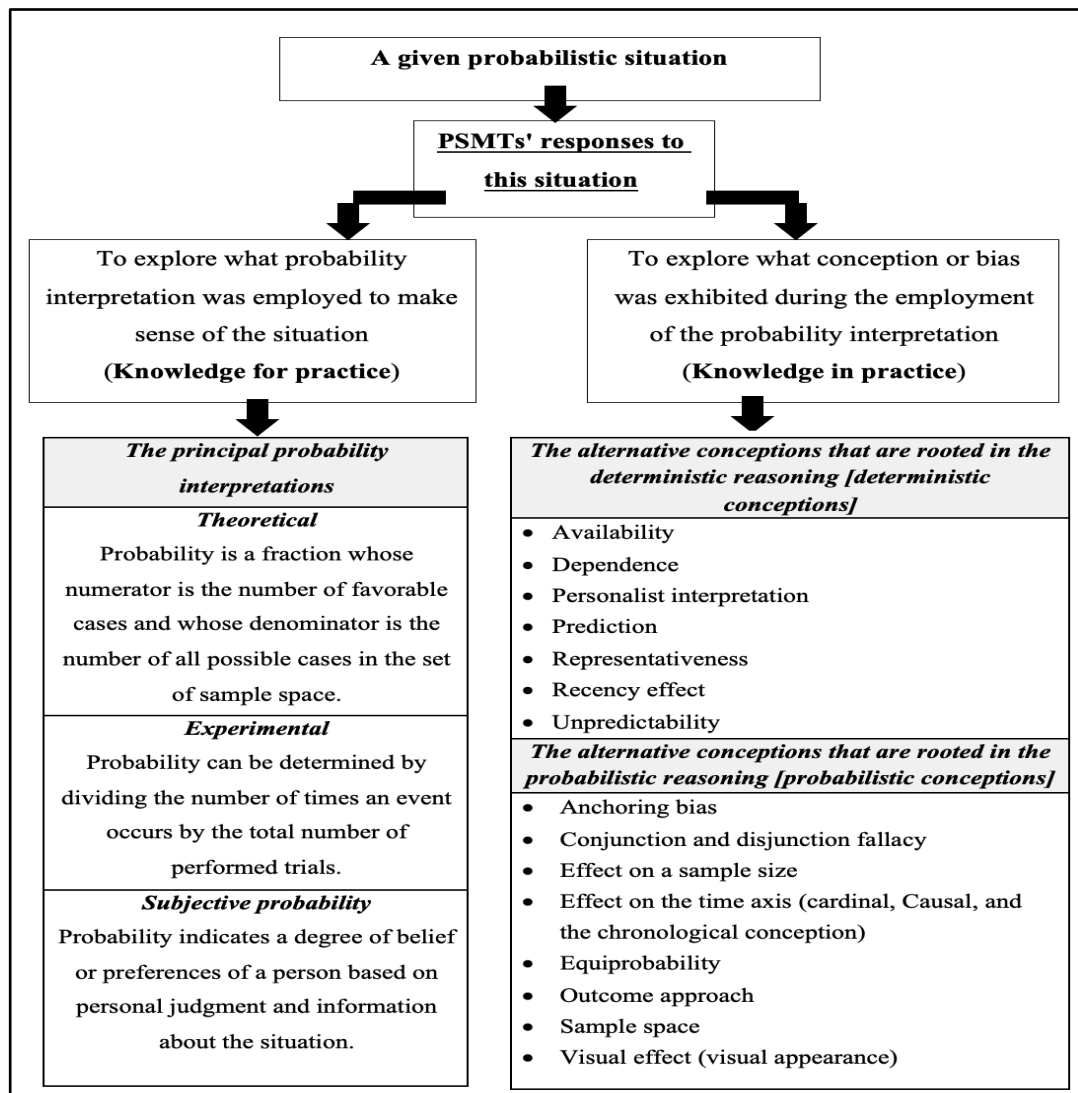 A given probabilistic situation
PSMTs' responses to
this situation
To explore what probability
interpretation was employed to make
sense of the situation
(Knowledge for practice)
To explore what conception or bias
was exhibited during the employment
of the probability interpretation
(Knowledge in practice)
The principal probability
interpretations
Theoretical
Probability is a fraction whose
numerator is the number of favorable
cases and whose denominator is the
number of all possible cases in the set
of sample space.
Experimental
Probability can be determined by
dividing the number of times an event
occurs by the total number of
performed trials.
Subjective probability
Probability indicates a degree of belief
or preferences of a person based on
personal judgment and information
about the situation.
The alternative conceptions that are rooted in the
deterministic reasoning [deterministic
conceptions]
• Availability
• Dependence
• Personalist interpretation
• Prediction
• Representativeness
• Recency effect
• Unpredictability
The alternative conceptions that are rooted in the
probabilistic reasoning [probabilistic conceptions]
• Anchoring bias
• Conjunction and disjunction fallacy
• Effect on a sample size
• Effect on the time axis (cardinal, Causal, and
the chronological conception)
• Equiprobability
• Outcome approach
• Sample space
• Visual effect (visual appearance)